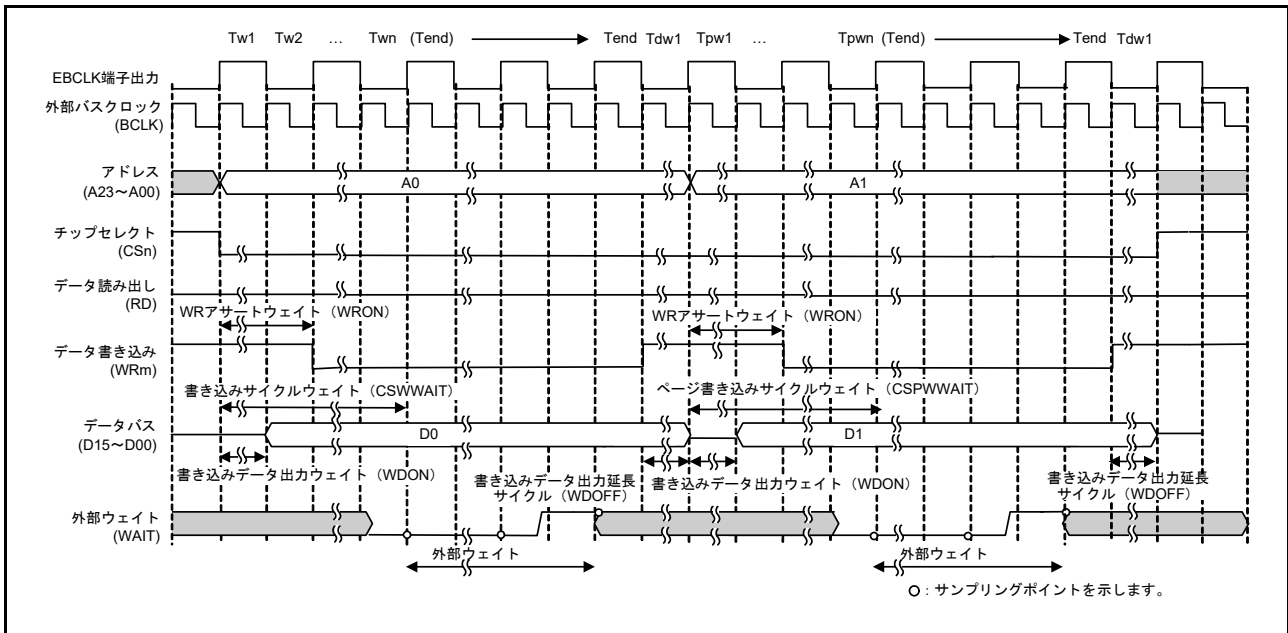 Tw1 Tw2 … Twn (Tend) Tend Tdw1 Tpw1 … Tpwn (Tend) Tend Tdw1
EBCLK端子出力
外部バスクロック
(BCLK)
アドレス
(A23～A00)
A0
A1
チップセレクト
(CSn)
データ読み出し
(RD)
WRアサートウェイト（WRON）
WRアサートウェイト（WRON）
データ書き込み
(WRm)
書き込みサイクルウェイト（CSWWAIT）
ページ書き込みサイクルウェイト（CSPWWAIT）
データバス
(D15～D00)
D0
D1
書き込みデータ出力ウェイト（WDON）
書き込みデータ出力延長
サイクル（WDOFF）
書き込みデータ出力ウェイト（WDON）
書き込みデータ出力延長
サイクル（WDOFF）
外部ウェイト
(WAIT)
外部ウェイト
外部ウェイト
○：サンプリングポイントを示します。